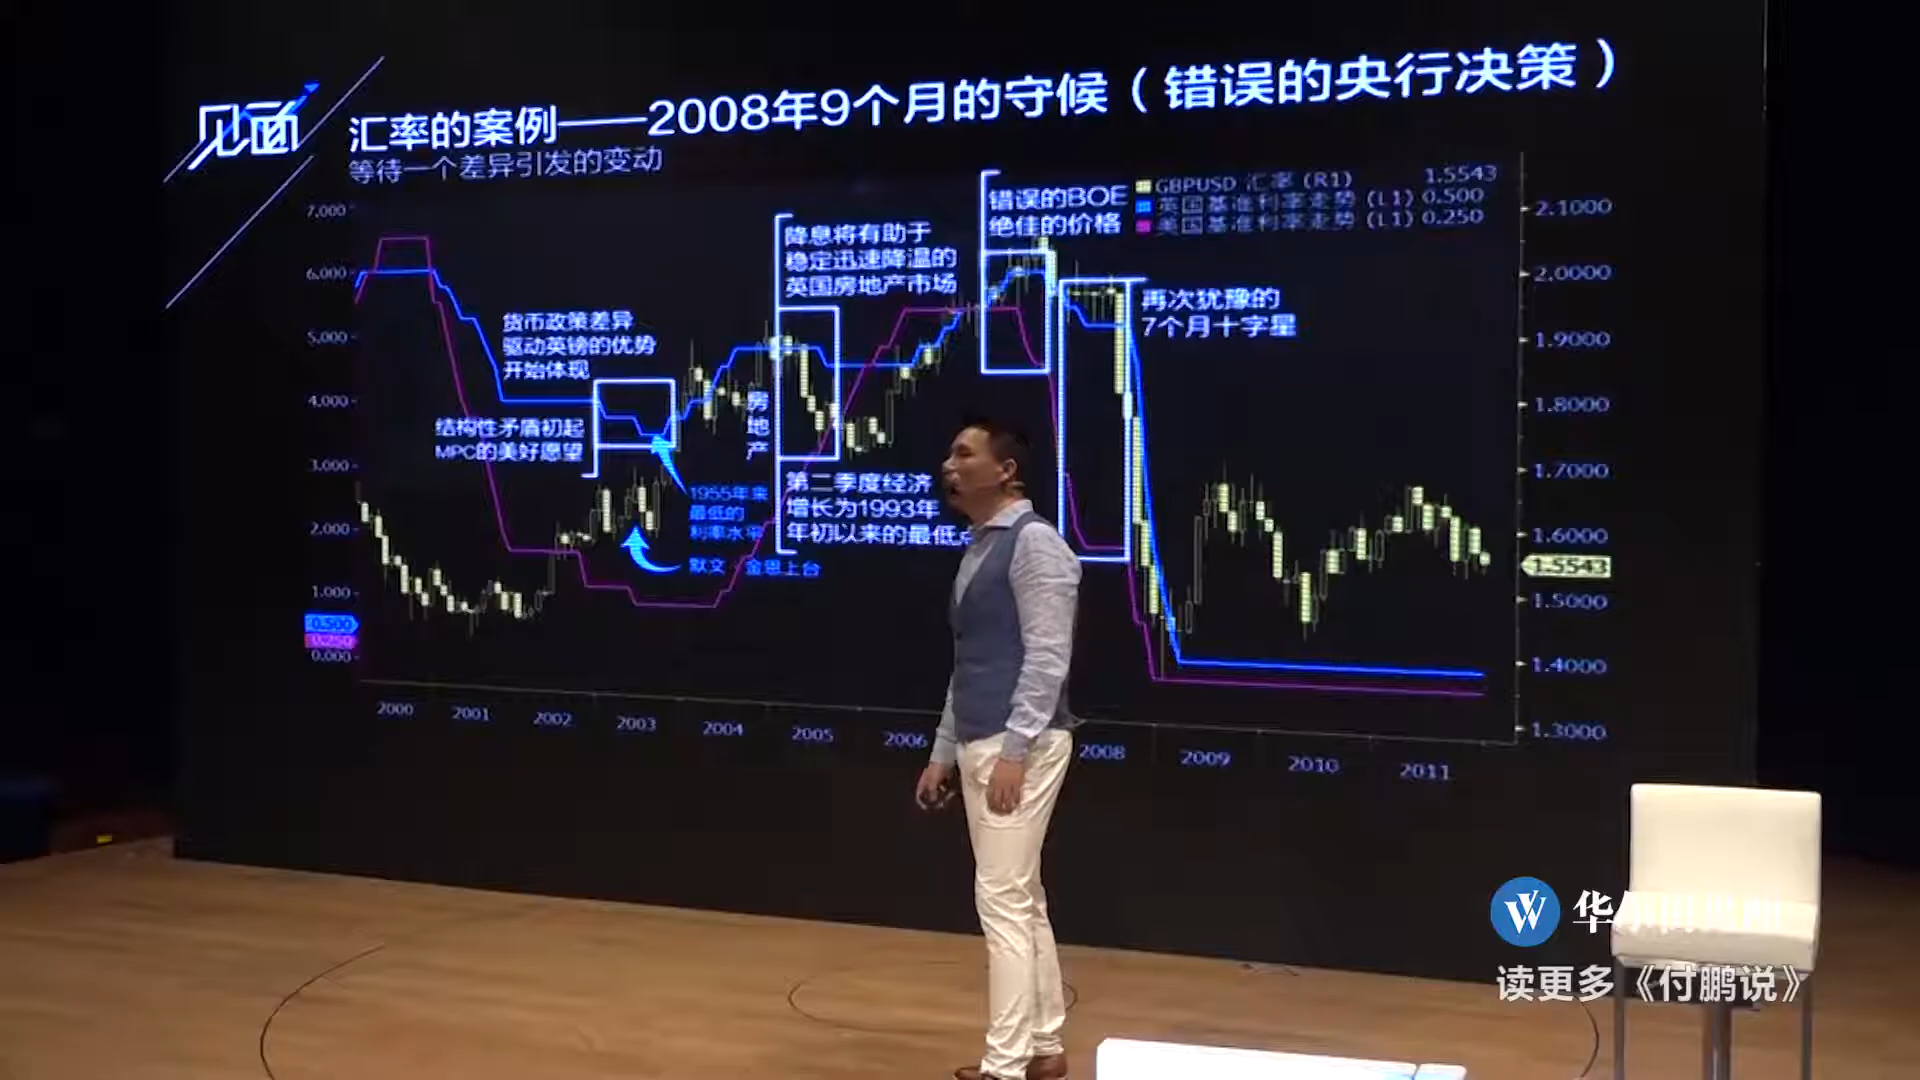 见面
汇率的案例——2008年9个月的守候（错误的央行决策）
等待一个差异引发的变动
GBPUSD 汇率 (R1) 1.5543
英国基准利率走势 (L1) 0.500
美国基准利率走势 (L1) 0.250
错误的BOE
绝佳的价格
降息将有助于
稳定迅速降温的
英国房地产市场
再次犹豫的
7个月十字星
货币政策差异
驱动英镑的优势
开始体现
结构性矛盾初起
MPC的美好愿望
房
地
产
1955年来
最低的
利率水平
第二季度经济
增长为1993年
年初以来的最低点
默文·金恩上台
7.000
6.000
5.000
4.000
3.000
2.000
1.000
0.500
0.250
0.000
2.1000
2.0000
1.9000
1.8000
1.7000
1.6000
1.5543
1.5000
1.4000
1.3000
2000 2001 2002 2003 2004 2005 2006 2008 2009 2010 2011
W 华尔街见闻
读更多《付鹏说》